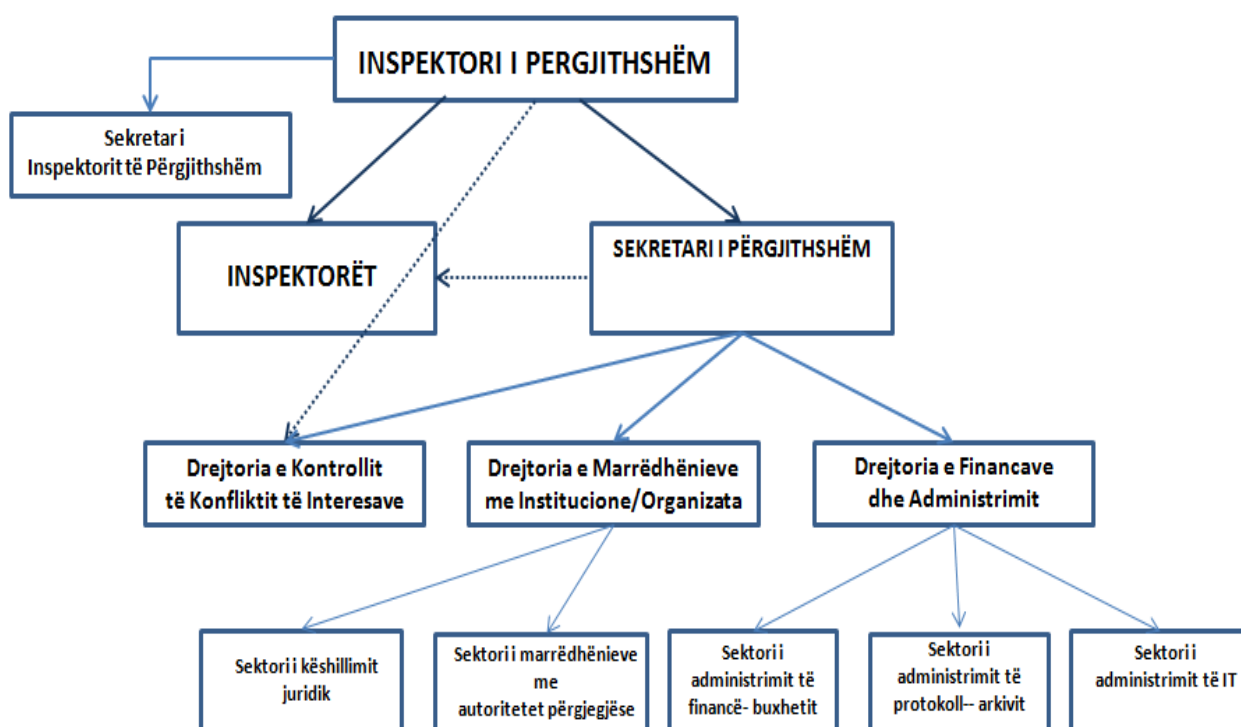 INSPEKTORI I PERGJITHSHËM
Sekretar i
Inspektorit të Përgjithshëm
INSPEKTORËT
SEKRETARI I PËRGJITHSHËM
Drejtoria e Kontrollit
të Konfliktit të Interesave
Drejtoria e Marrëdhënieve
me Institucione/Organizata
Drejtoria e Financave
dhe Administrimit
Sektori i këshillimit
juridik
Sektori i marrëdhënieve
me
autoritetet përgjegjëse
Sektori i
administrimit të
financë- buxhetit
Sektori i
administrimit të
protokoll-- arkivit
Sektori i
administrimit të IT